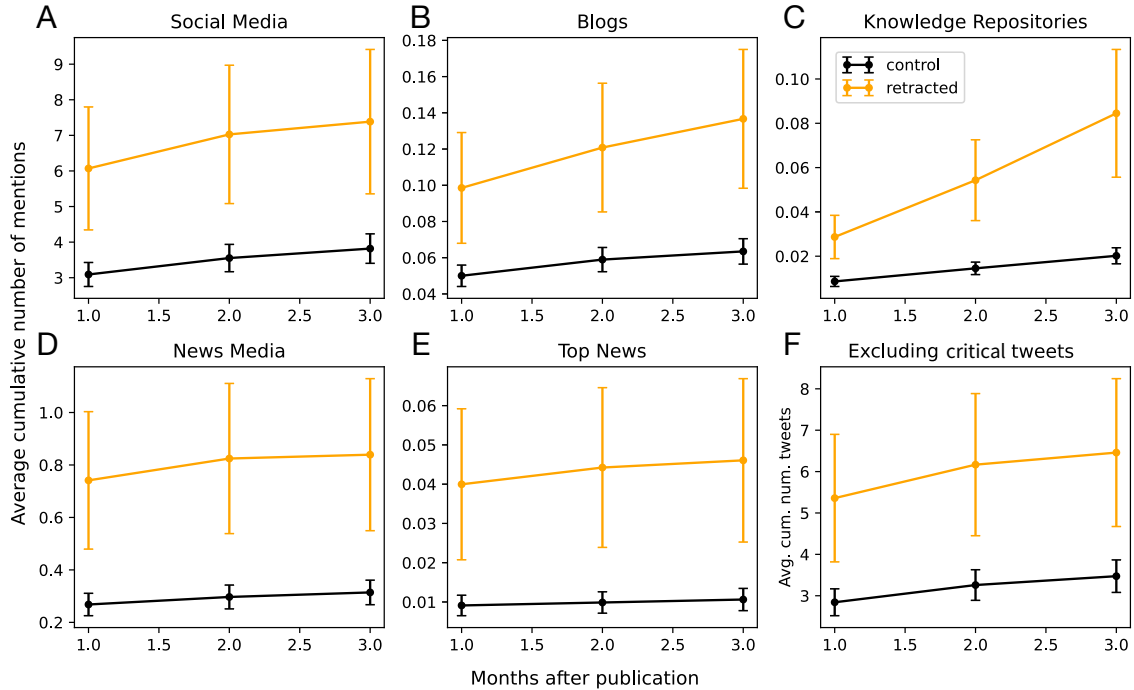 A
Social Media
B
Blogs
C
Knowledge Repositories
Average cumulative number of mentions
9
8
7
6
5
4
3
1.0 1.5 2.0 2.5 3.0
0.18
0.16
0.14
0.12
0.10
0.08
0.06
0.04
1.0 1.5 2.0 2.5 3.0
control
retracted
0.10
0.08
0.06
0.04
0.02
1.0 1.5 2.0 2.5 3.0
D
News Media
E
Top News
F
Excluding critical tweets
1.0
0.8
0.6
0.4
0.2
1.0 1.5 2.0 2.5 3.0
0.06
0.05
0.04
0.03
0.02
0.01
1.0 1.5 2.0 2.5 3.0
Avg. cum. num. tweets
8
7
6
5
4
3
1.0 1.5 2.0 2.5 3.0
Months after publication